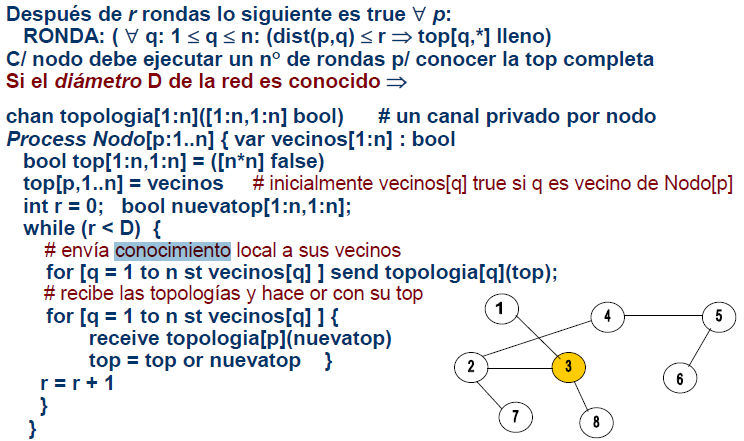 Después de r rondas lo siguiente es true ∀ p:
RONDA: ( ∀ q: 1 ≤ q ≤ n: (dist(p,q) ≤ r ⇒ top[q,*] lleno)
C/ nodo debe ejecutar un nº de rondas p/ conocer la top completa
Si el diámetro D de la red es conocido ⇒
chan topologia[1:n]([1:n,1:n] bool) # un canal privado por nodo
Process Nodo[p:1..n] { var vecinos[1:n] : bool
bool top[1:n,1:n] = ([n*n] false)
top[p,1..n] = vecinos # inicialmente vecinos[q] true si q es vecino de Nodo[p]
int r = 0; bool nuevatop[1:n,1:n];
while (r < D) {
# envía conocimiento local a sus vecinos
for [q = 1 to n st vecinos[q] ] send topologia[q](top);
# recibe las topologías y hace or con su top
for [q = 1 to n st vecinos[q] ] {
receive topologia[p](nuevatop)
top = top or nuevatop }
r = r + 1
}
}
1
4
5
2
3
6
7
8